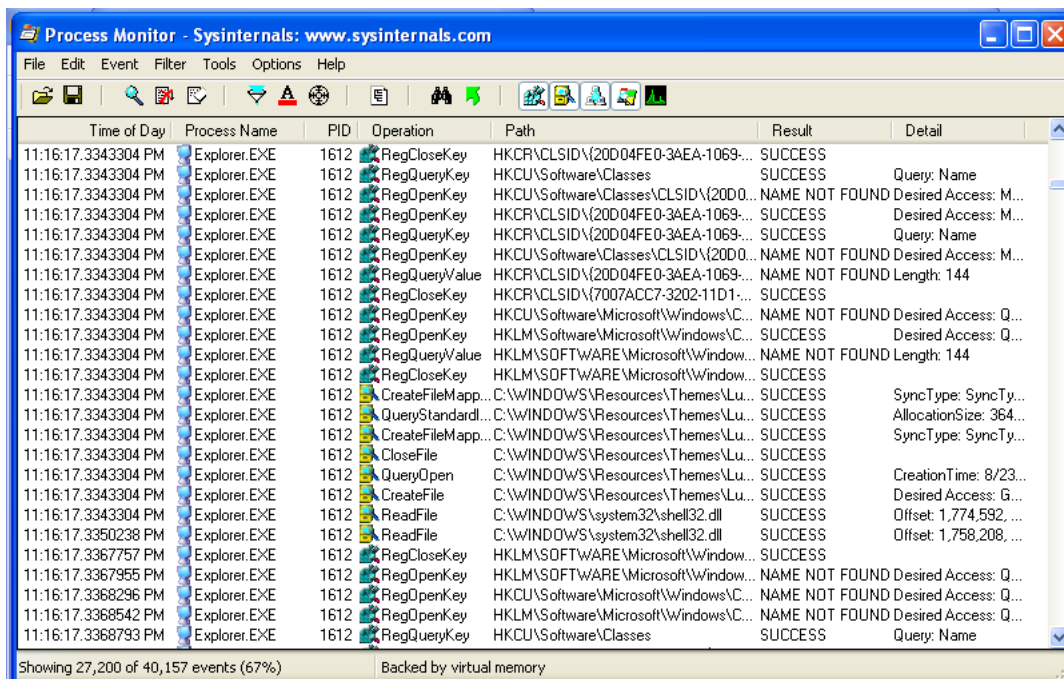 Process Monitor - Sysinternals: www.sysinternals.com
File Edit Event Filter Tools Options Help
Time of Day Process Name PID Operation Path Result Detail
11:16:17.3343304 PM Explorer.EXE 1612 RegCloseKey HKCR\CLSID\{20D04FE0-3AEA-1069-... SUCCESS
11:16:17.3343304 PM Explorer.EXE 1612 RegQueryKey HKCU\Software\Classes SUCCESS Query: Name
11:16:17.3343304 PM Explorer.EXE 1612 RegOpenKey HKCU\Software\Classes\CLSID\{20D0... NAME NOT FOUND Desired Access: M...
11:16:17.3343304 PM Explorer.EXE 1612 RegOpenKey HKCR\CLSID\{20D04FE0-3AEA-1069-... SUCCESS Desired Access: M...
11:16:17.3343304 PM Explorer.EXE 1612 RegQueryKey HKCR\CLSID\{20D04FE0-3AEA-1069-... SUCCESS Query: Name
11:16:17.3343304 PM Explorer.EXE 1612 RegOpenKey HKCU\Software\Classes\CLSID\{20D0... NAME NOT FOUND Desired Access: M...
11:16:17.3343304 PM Explorer.EXE 1612 RegQueryValue HKCR\CLSID\{20D04FE0-3AEA-1069-... NAME NOT FOUND Length: 144
11:16:17.3343304 PM Explorer.EXE 1612 RegCloseKey HKCR\CLSID\{7007ACC7-3202-11D1-... SUCCESS
11:16:17.3343304 PM Explorer.EXE 1612 RegOpenKey HKCU\Software\Microsoft\Windows\C... NAME NOT FOUND Desired Access: Q...
11:16:17.3343304 PM Explorer.EXE 1612 RegOpenKey HKLM\Software\Microsoft\Windows\C... SUCCESS Desired Access: Q...
11:16:17.3343304 PM Explorer.EXE 1612 RegQueryValue HKLM\SOFTWARE\Microsoft\Window... NAME NOT FOUND Length: 144
11:16:17.3343304 PM Explorer.EXE 1612 RegCloseKey HKLM\SOFTWARE\Microsoft\Window... SUCCESS
11:16:17.3343304 PM Explorer.EXE 1612 CreateFileMapp... C:\WINDOWS\Resources\Themes\Lu... SUCCESS SyncType: SyncTy...
11:16:17.3343304 PM Explorer.EXE 1612 QueryStandardI... C:\WINDOWS\Resources\Themes\Lu... SUCCESS AllocationSize: 364...
11:16:17.3343304 PM Explorer.EXE 1612 CreateFileMapp... C:\WINDOWS\Resources\Themes\Lu... SUCCESS SyncType: SyncTy...
11:16:17.3343304 PM Explorer.EXE 1612 CloseFile C:\WINDOWS\Resources\Themes\Lu... SUCCESS
11:16:17.3343304 PM Explorer.EXE 1612 QueryOpen C:\WINDOWS\Resources\Themes\Lu... SUCCESS CreationTime: 8/23...
11:16:17.3343304 PM Explorer.EXE 1612 CreateFile C:\WINDOWS\Resources\Themes\Lu... SUCCESS Desired Access: G...
11:16:17.3343304 PM Explorer.EXE 1612 ReadFile C:\WINDOWS\system32\shell32.dll SUCCESS Offset: 1,774,592, ...
11:16:17.3350238 PM Explorer.EXE 1612 ReadFile C:\WINDOWS\system32\shell32.dll SUCCESS Offset: 1,758,208, ...
11:16:17.3367757 PM Explorer.EXE 1612 RegCloseKey HKLM\SOFTWARE\Microsoft\Window... SUCCESS
11:16:17.3367955 PM Explorer.EXE 1612 RegOpenKey HKLM\SOFTWARE\Microsoft\Window... NAME NOT FOUND Desired Access: Q...
11:16:17.3368296 PM Explorer.EXE 1612 RegOpenKey HKCU\Software\Microsoft\Windows\C... NAME NOT FOUND Desired Access: Q...
11:16:17.3368542 PM Explorer.EXE 1612 RegOpenKey HKLM\Software\Microsoft\Windows\C... NAME NOT FOUND Desired Access: Q...
11:16:17.3368793 PM Explorer.EXE 1612 RegQueryKey HKCU\Software\Classes SUCCESS Query: Name
Showing 27,200 of 40,157 events (67%) Backed by virtual memory